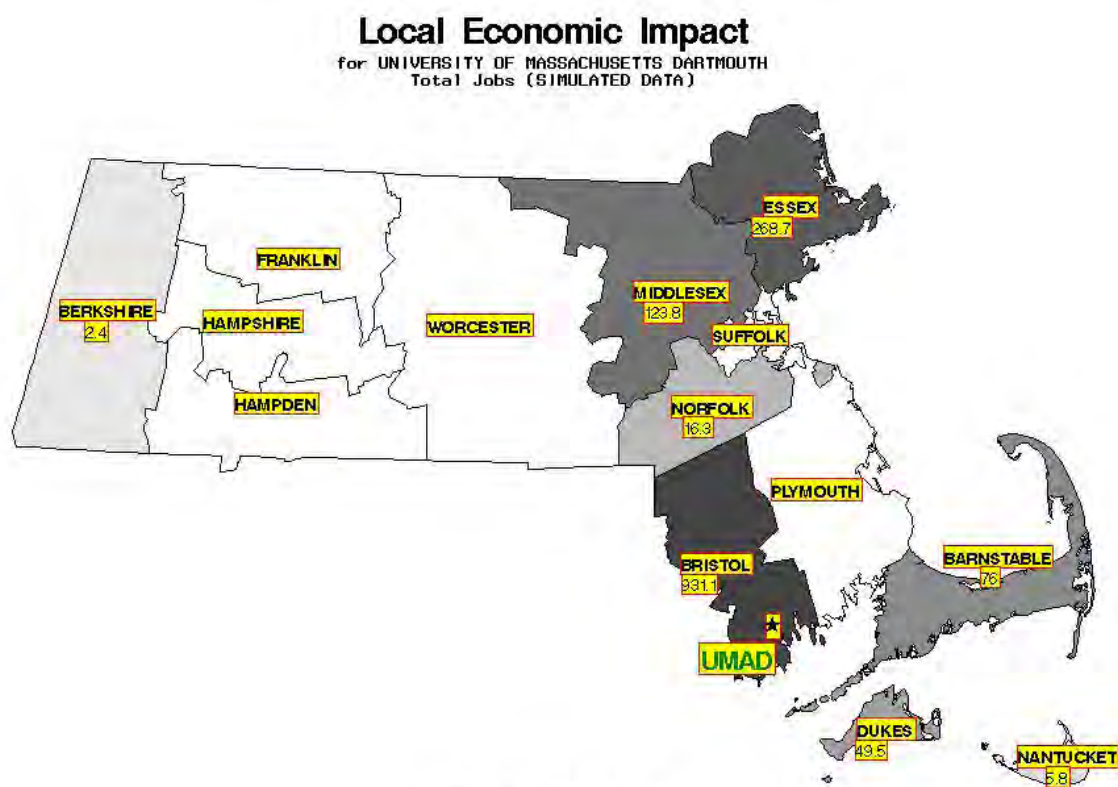 Local Economic Impact
for UNIVERSITY OF MASSACHUSETTS DARTMOUTH
Total Jobs (SIMULATED DATA)
ESSEX
268.7
FRANKLIN
MIDDLESEX
123.8
BERKSHIRE
2.4
HAMPSHIRE
WORCESTER
SUFFOLK
HAMPDEN
NORFOLK
16.3
PLYMOUTH
BARNSTABLE
76
BRISTOL
931.1
UMAD
DUKES
49.5
NANTUCKET
5.8